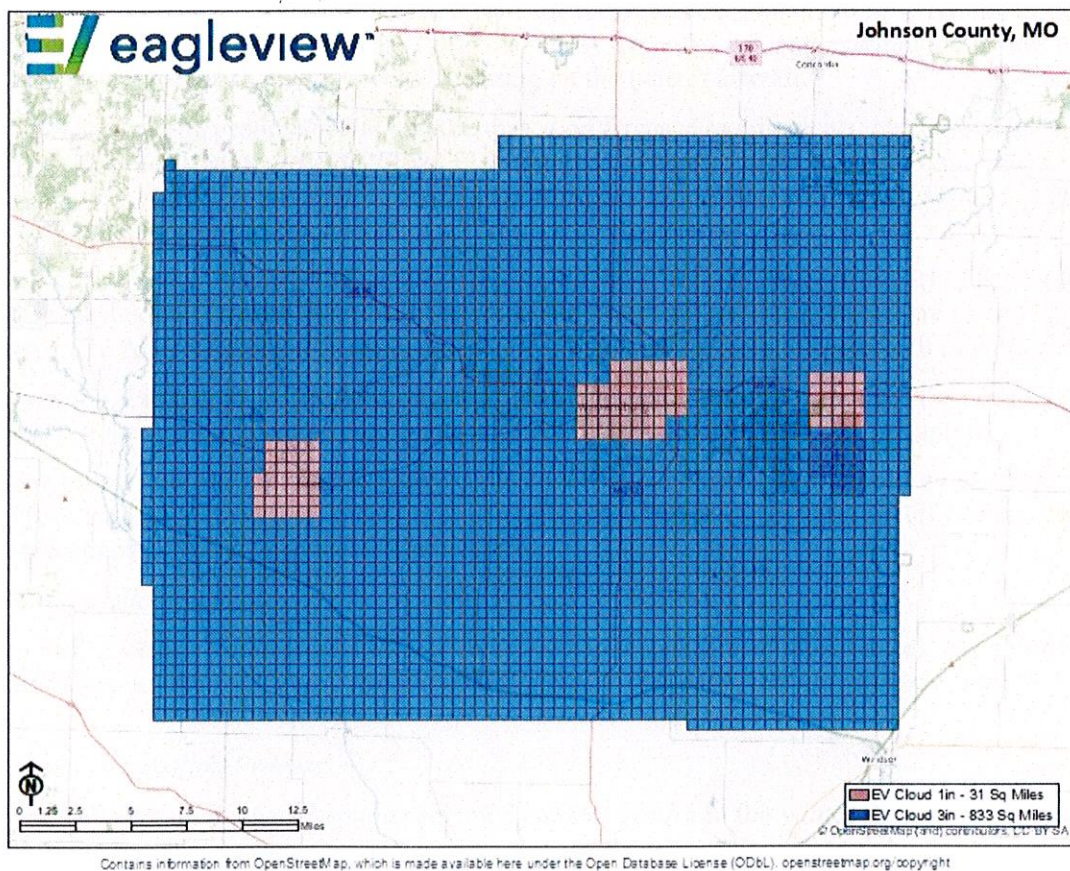 eagleview™
Johnson County, MO
I 70
US 40
Concordia
Windsor
N
0 1.25 2.5 5 7.5 10 12.5
Miles
EV Cloud 1in - 31 Sq Miles
EV Cloud 3in - 833 Sq Miles
© OpenStreetMap (and) contributors, CC-BY-SA
Contains information from OpenStreetMap, which is made available here under the Open Database License (ODbL). openstreetmap.org/copyright